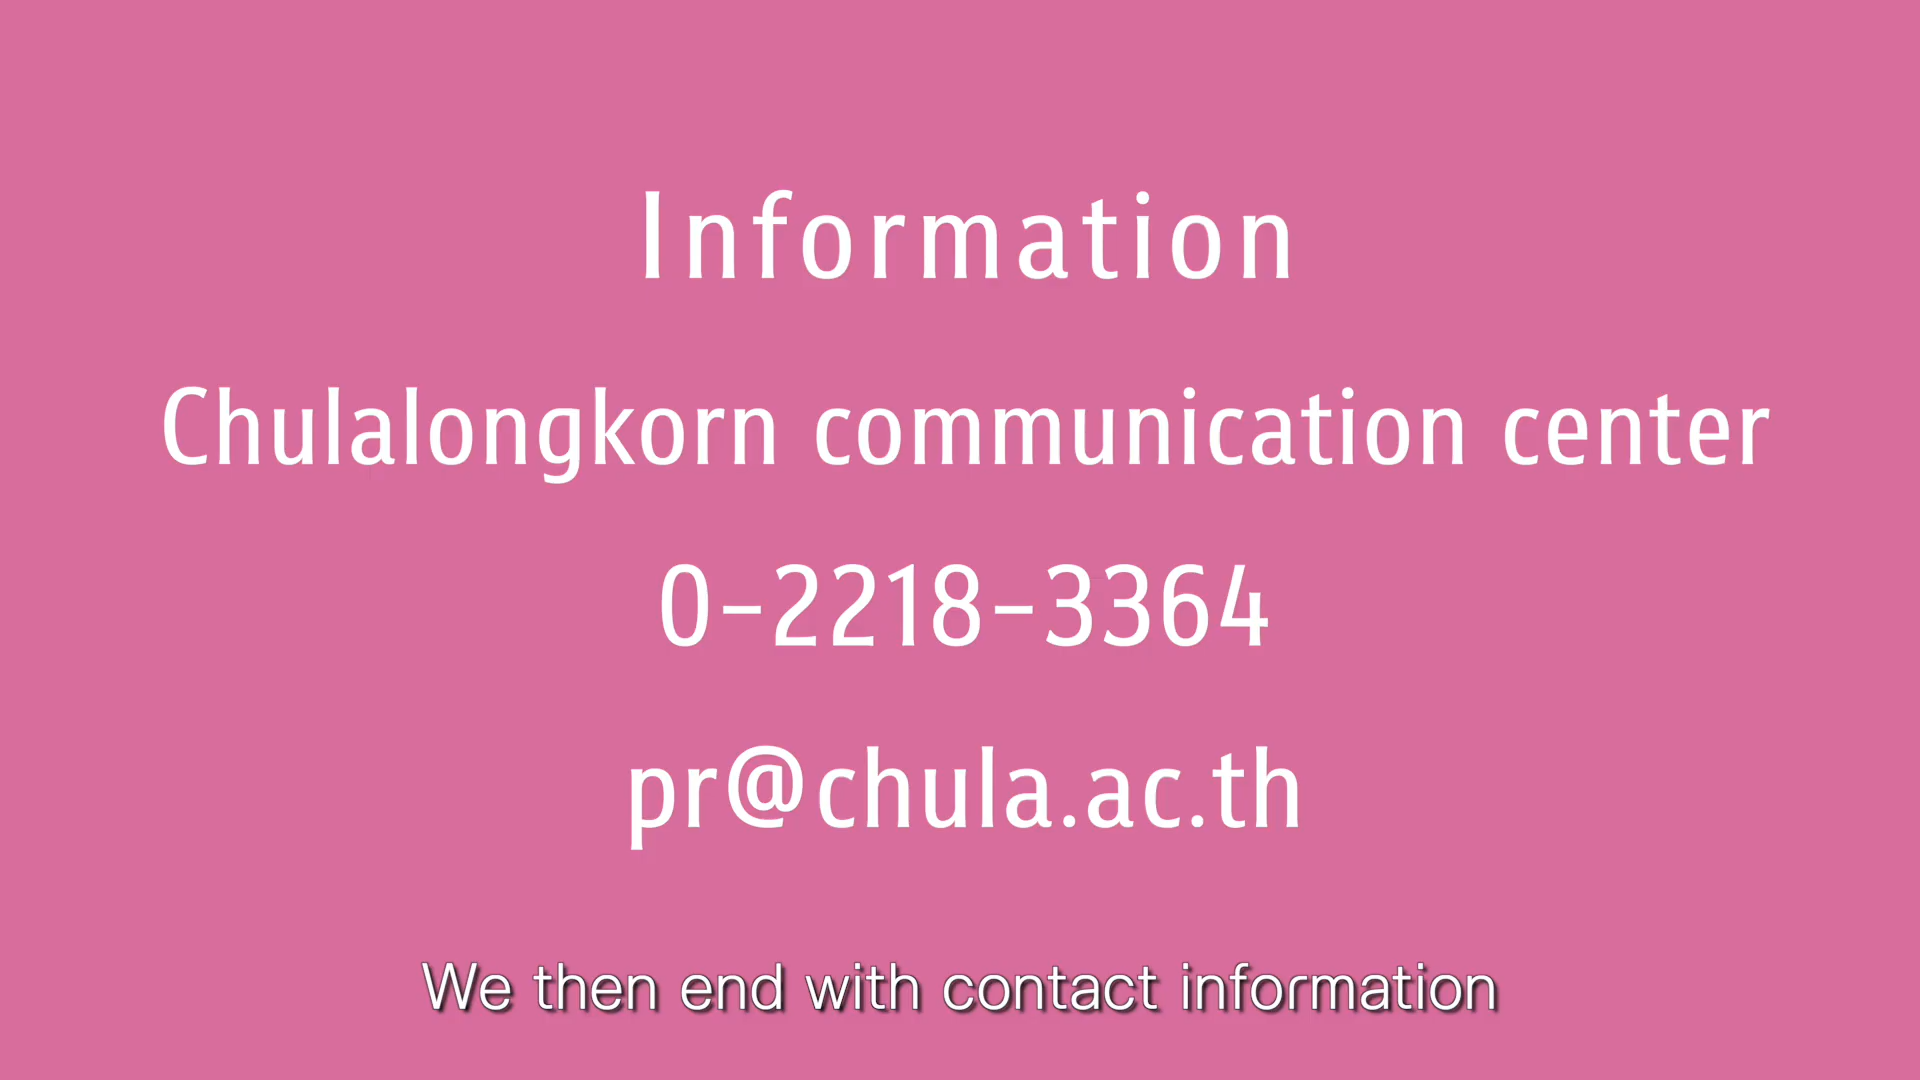 Information
Chulalongkorn communication center
0-2218-3364
pr@chula.ac.th
We then end with contact information